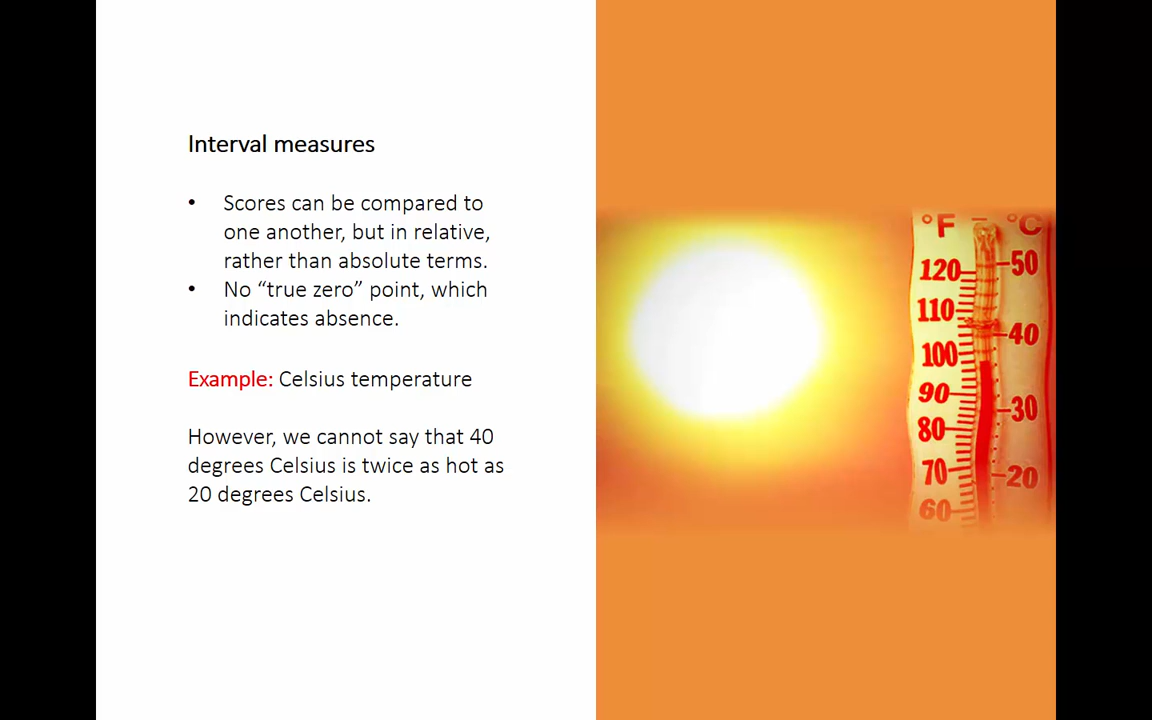 Interval measures
• Scores can be compared to
one another, but in relative,
rather than absolute terms.
• No “true zero” point, which
indicates absence.
Example: Celsius temperature
However, we cannot say that 40
degrees Celsius is twice as hot as
20 degrees Celsius.
°F °C
120 50
110
40
100
90
30
80
70 20
60